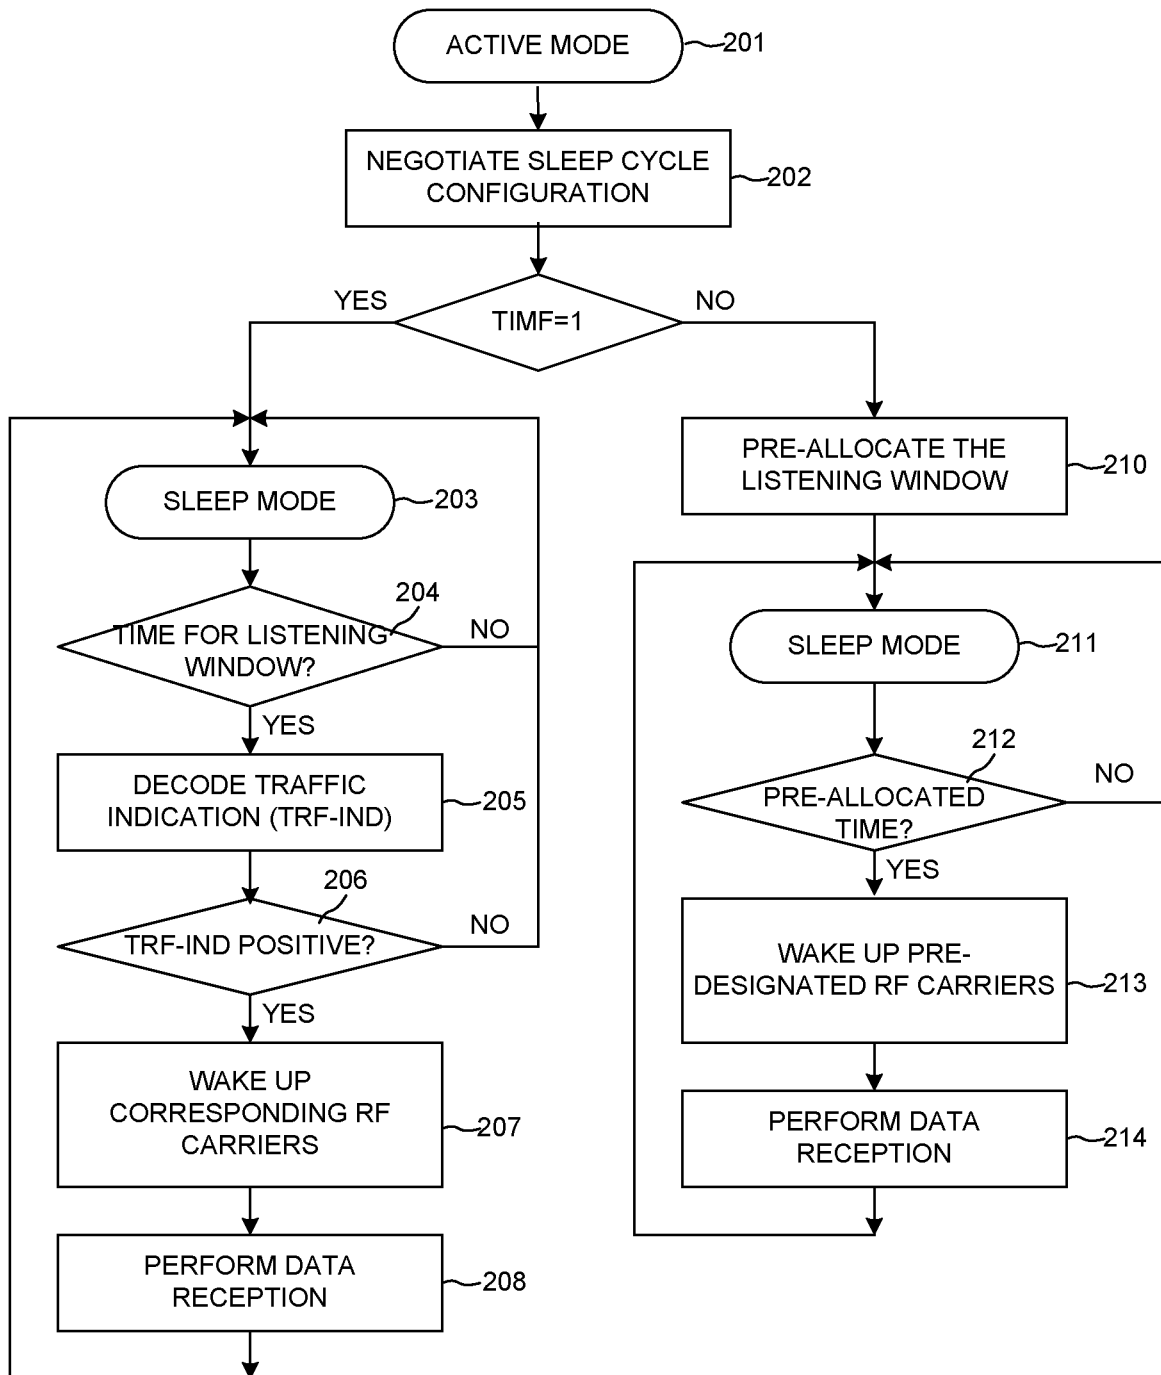 ACTIVE MODE
201
NEGOTIATE SLEEP CYCLE
CONFIGURATION
202
YES
NO
TIMF=1
SLEEP MODE
203
204
TIME FOR LISTENING
WINDOW?
NO
YES
DECODE TRAFFIC
INDICATION (TRF-IND)
205
206
TRF-IND POSITIVE?
NO
YES
WAKE UP
CORRESPONDING RF
CARRIERS
207
PERFORM DATA
RECEPTION
208
PRE-ALLOCATE THE
LISTENING WINDOW
210
SLEEP MODE
211
212
PRE-ALLOCATED
TIME?
NO
YES
WAKE UP PRE-
DESIGNATED RF CARRIERS
213
PERFORM DATA
RECEPTION
214